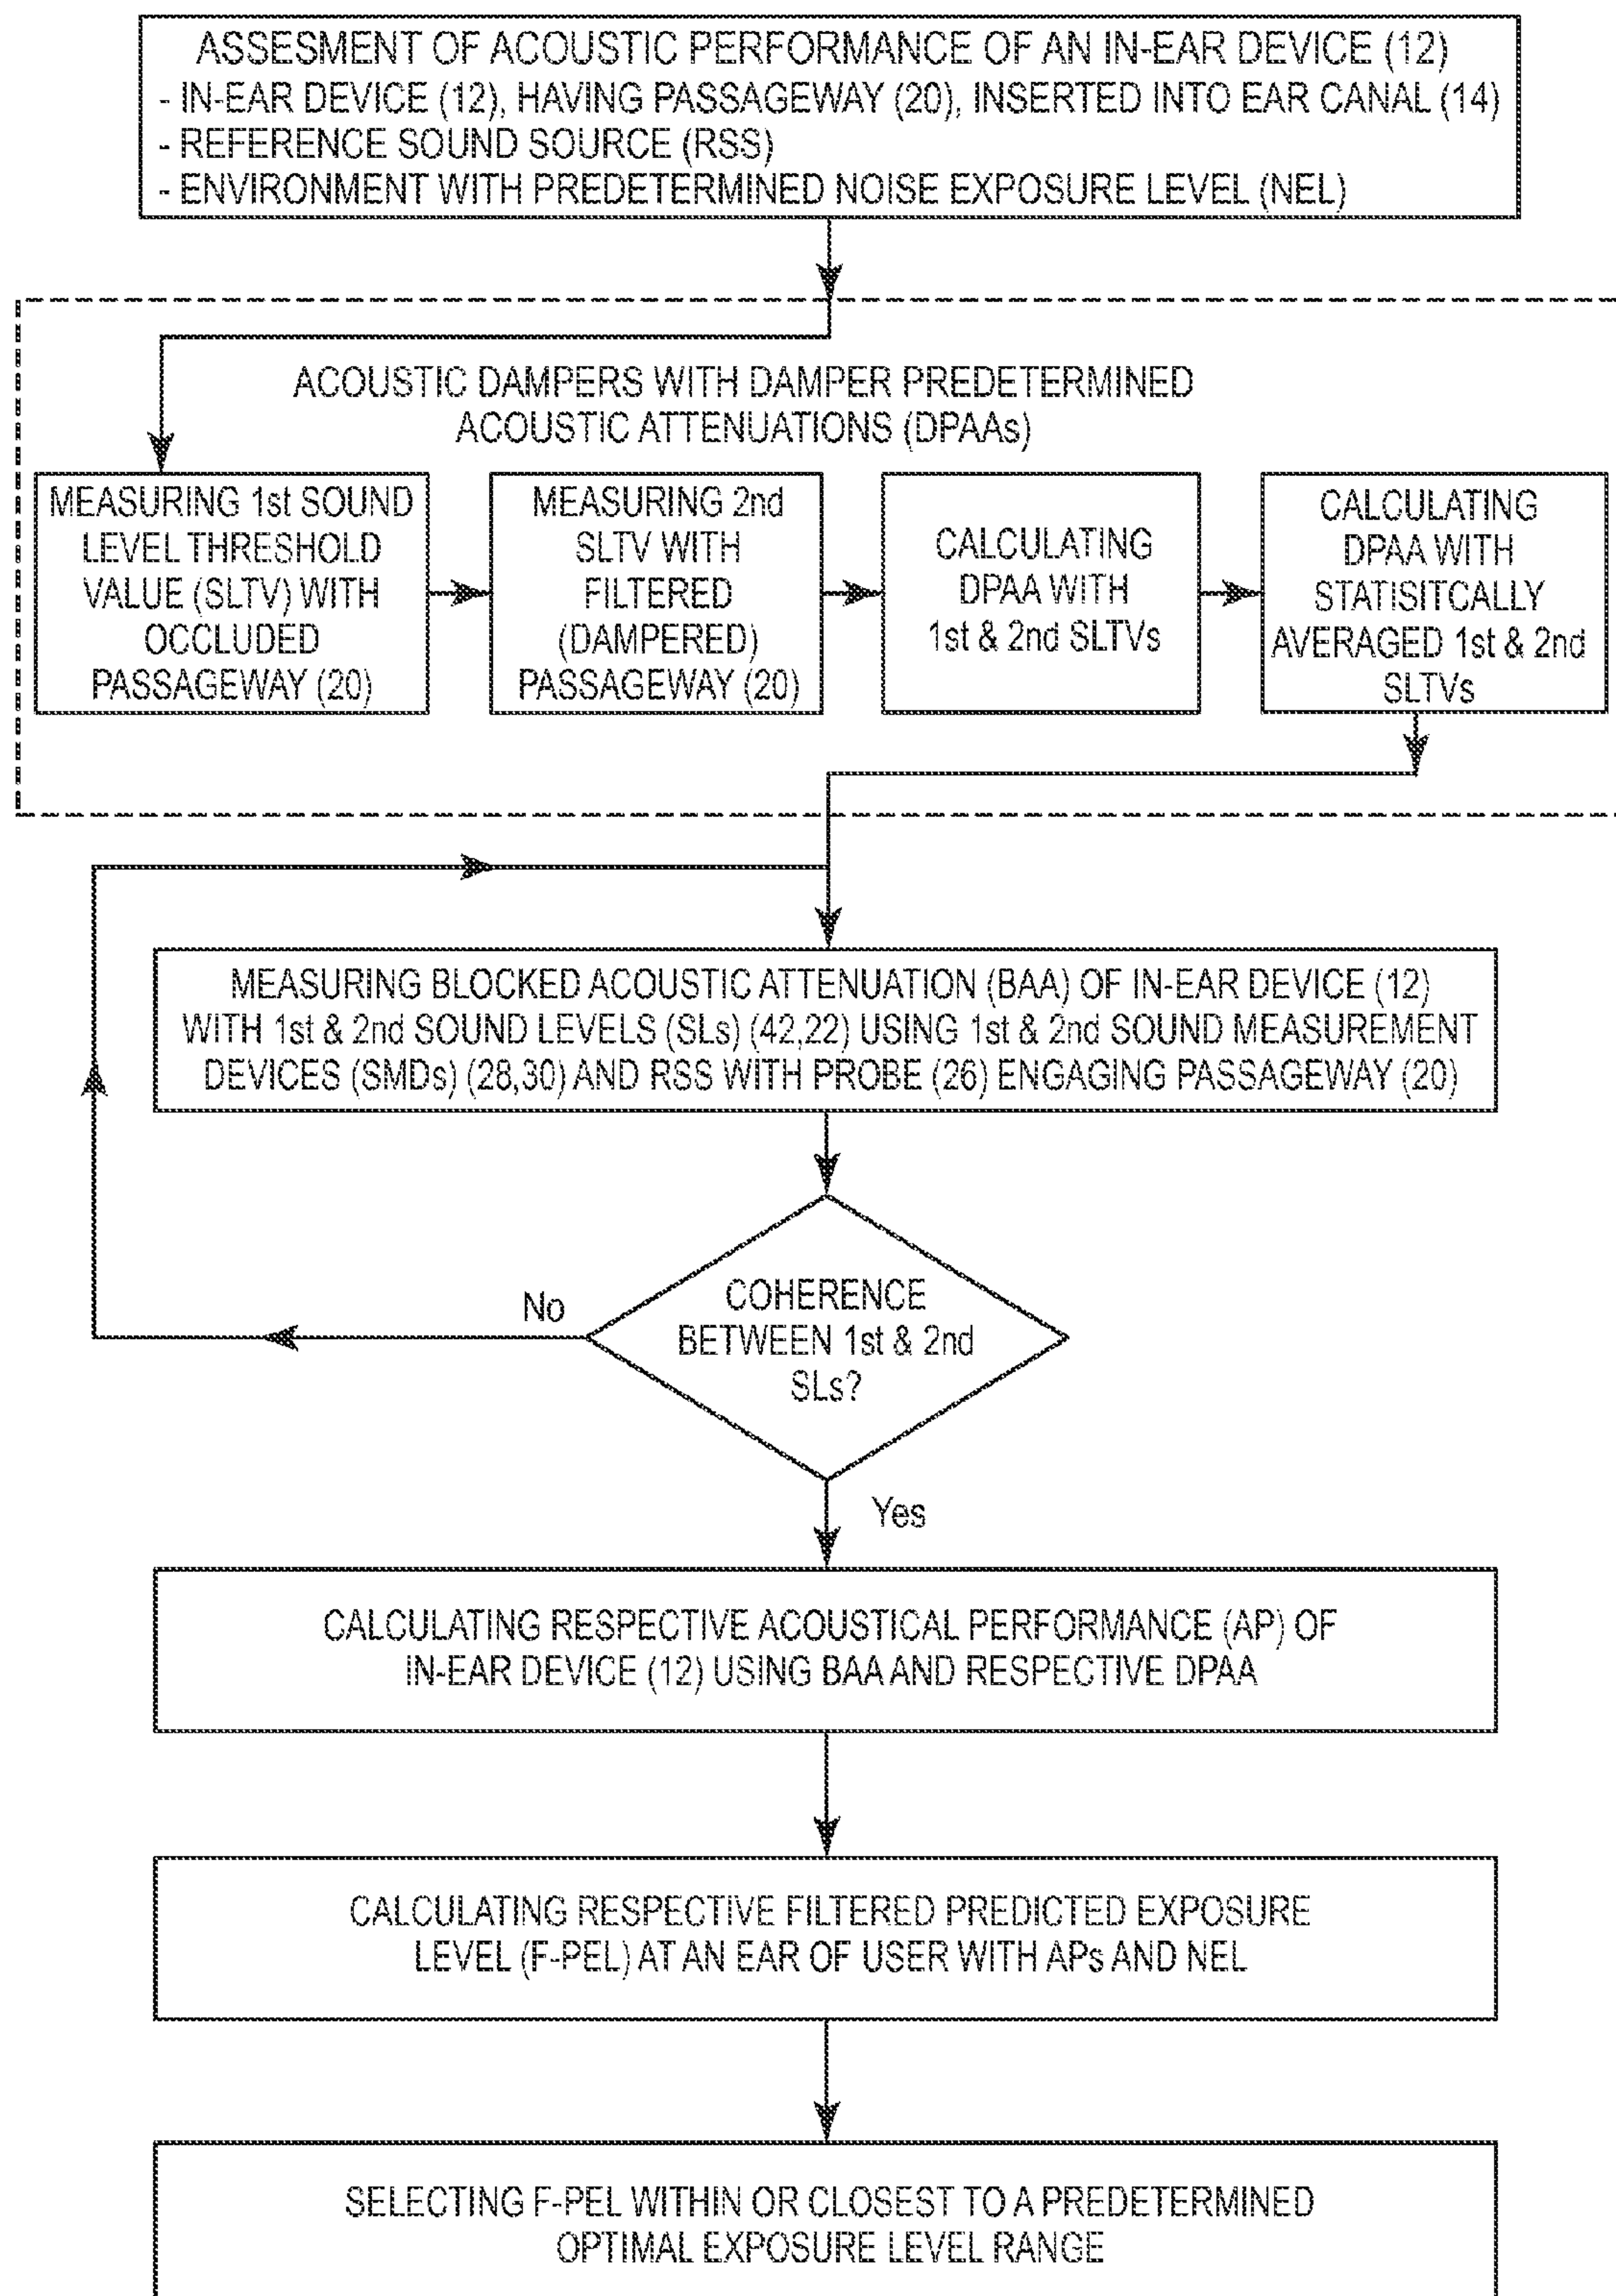 ASSESMENT OF ACOUSTIC PERFORMANCE OF AN IN-EAR DEVICE (12)
- IN-EAR DEVICE (12), HAVING PASSAGEWAY (20), INSERTED INTO EAR CANAL (14)
- REFERENCE SOUND SOURCE (RSS)
- ENVIRONMENT WITH PREDETERMINED NOISE EXPOSURE LEVEL (NEL)
ACOUSTIC DAMPERS WITH DAMPER PREDETERMINED
ACOUSTIC ATTENUATIONS (DPAAs)
MEASURING 1st SOUND
LEVEL THRESHOLD
VALUE (SLTV) WITH
OCCLUDED
PASSAGEWAY (20)
MEASURING 2nd
SLTV WITH
FILTERED
(DAMPERED)
PASSAGEWAY (20)
CALCULATING
DPAA WITH
1st & 2nd SLTVs
CALCULATING
DPAA WITH
STATISITCALLY
AVERAGED 1st & 2nd
SLTVs
MEASURING BLOCKED ACOUSTIC ATTENUATION (BAA) OF IN-EAR DEVICE (12)
WITH 1st & 2nd SOUND LEVELS (SLs) (42,22) USING 1st & 2nd SOUND MEASUREMENT
DEVICES (SMDs) (28,30) AND RSS WITH PROBE (26) ENGAGING PASSAGEWAY (20)
No
COHERENCE
BETWEEN 1st & 2nd
SLs?
Yes
CALCULATING RESPECTIVE ACOUSTICAL PERFORMANCE (AP) OF
IN-EAR DEVICE (12) USING BAA AND RESPECTIVE DPAA
CALCULATING RESPECTIVE FILTERED PREDICTED EXPOSURE
LEVEL (F-PEL) AT AN EAR OF USER WITH APs AND NEL
SELECTING F-PEL WITHIN OR CLOSEST TO A PREDETERMINED
OPTIMAL EXPOSURE LEVEL RANGE